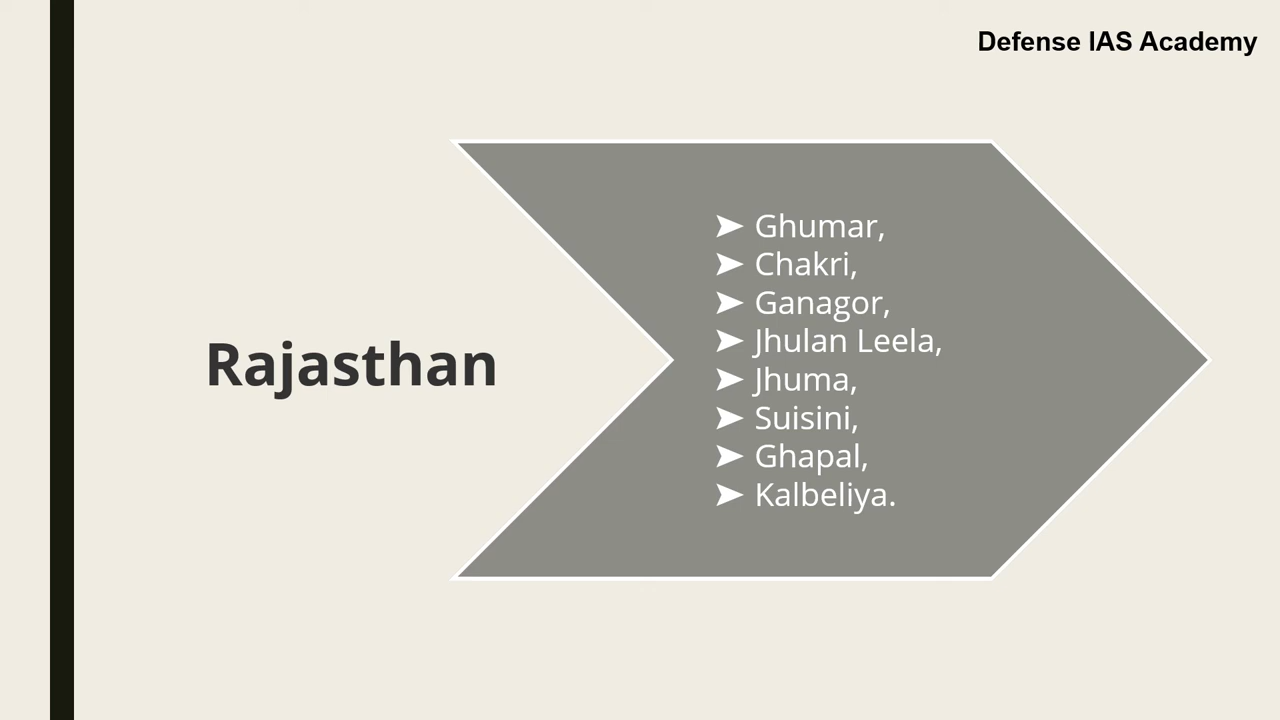 Defense IAS Academy
Rajasthan
➤ Ghumar,
➤ Chakri,
➤ Ganagor,
➤ Jhulan Leela,
➤ Jhuma,
➤ Suisini,
➤ Ghapal,
➤ Kalbeliya.